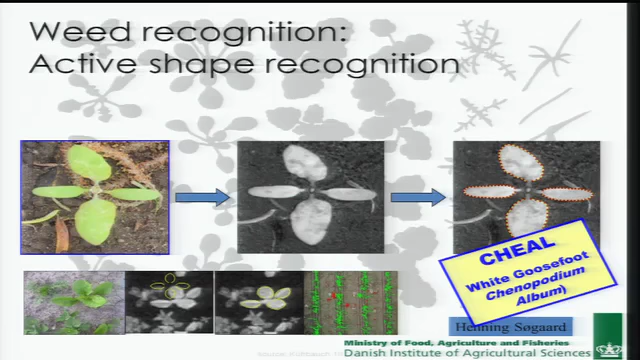 Weed recognition:
Active shape recognition
CHEAL
White Goosefoot
Chenopodium
Album)
Henning Søgaard
Ministry of Food, Agriculture and Fisheries
Danish Institute of Agricultural Sciences